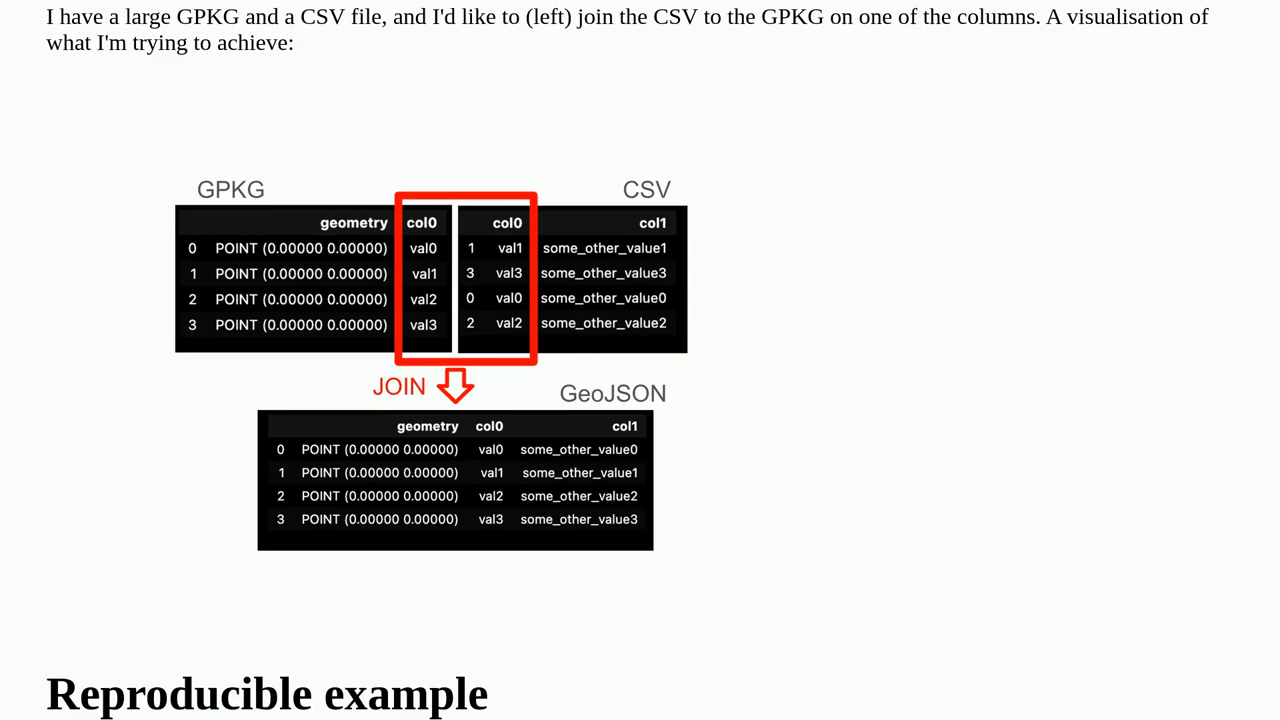 I have a large GPKG and a CSV file, and I'd like to (left) join the CSV to the GPKG on one of the columns. A visualisation of
what I'm trying to achieve:
GPKG CSV
geometry col0 col0 col1
0 POINT (0.00000 0.00000) val0 1 val1 some_other_value1
1 POINT (0.00000 0.00000) val1 3 val3 some_other_value3
2 POINT (0.00000 0.00000) val2 0 val0 some_other_value0
3 POINT (0.00000 0.00000) val3 2 val2 some_other_value2
JOIN GeoJSON
geometry col0 col1
0 POINT (0.00000 0.00000) val0 some_other_value0
1 POINT (0.00000 0.00000) val1 some_other_value1
2 POINT (0.00000 0.00000) val2 some_other_value2
3 POINT (0.00000 0.00000) val3 some_other_value3
Reproducible example